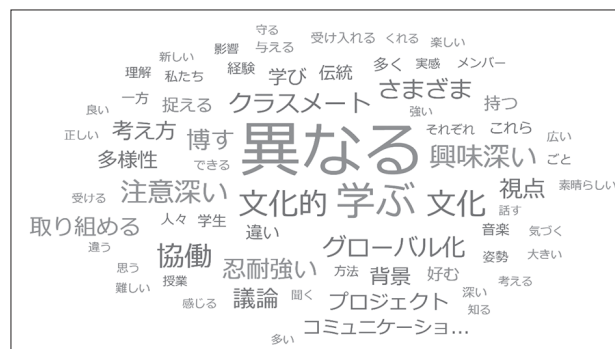 守る
影響 与える 受け入れる くれる 楽しい
新しい
理解 私たち 経験 学び 伝統 多く 実感 メンバー
一方 捉える クラスメート さまざま 持つ
良い 強い
正しい 考え方 博す 異なる それぞれ これら 広い
多様性 できる 興味深い ごと
受ける 注意深い 文化的 学ぶ 文化 視点 素晴らしい
話す
取り組める 人々 学生 違い 音楽 気づく
違う 協働 グローバル化 姿勢 大きい
思う 忍耐強い 方法 背景 好む 考える
難しい 授業
感じる 議論 聞く プロジェクト 深い 知る
コミュニケーショ...
多い